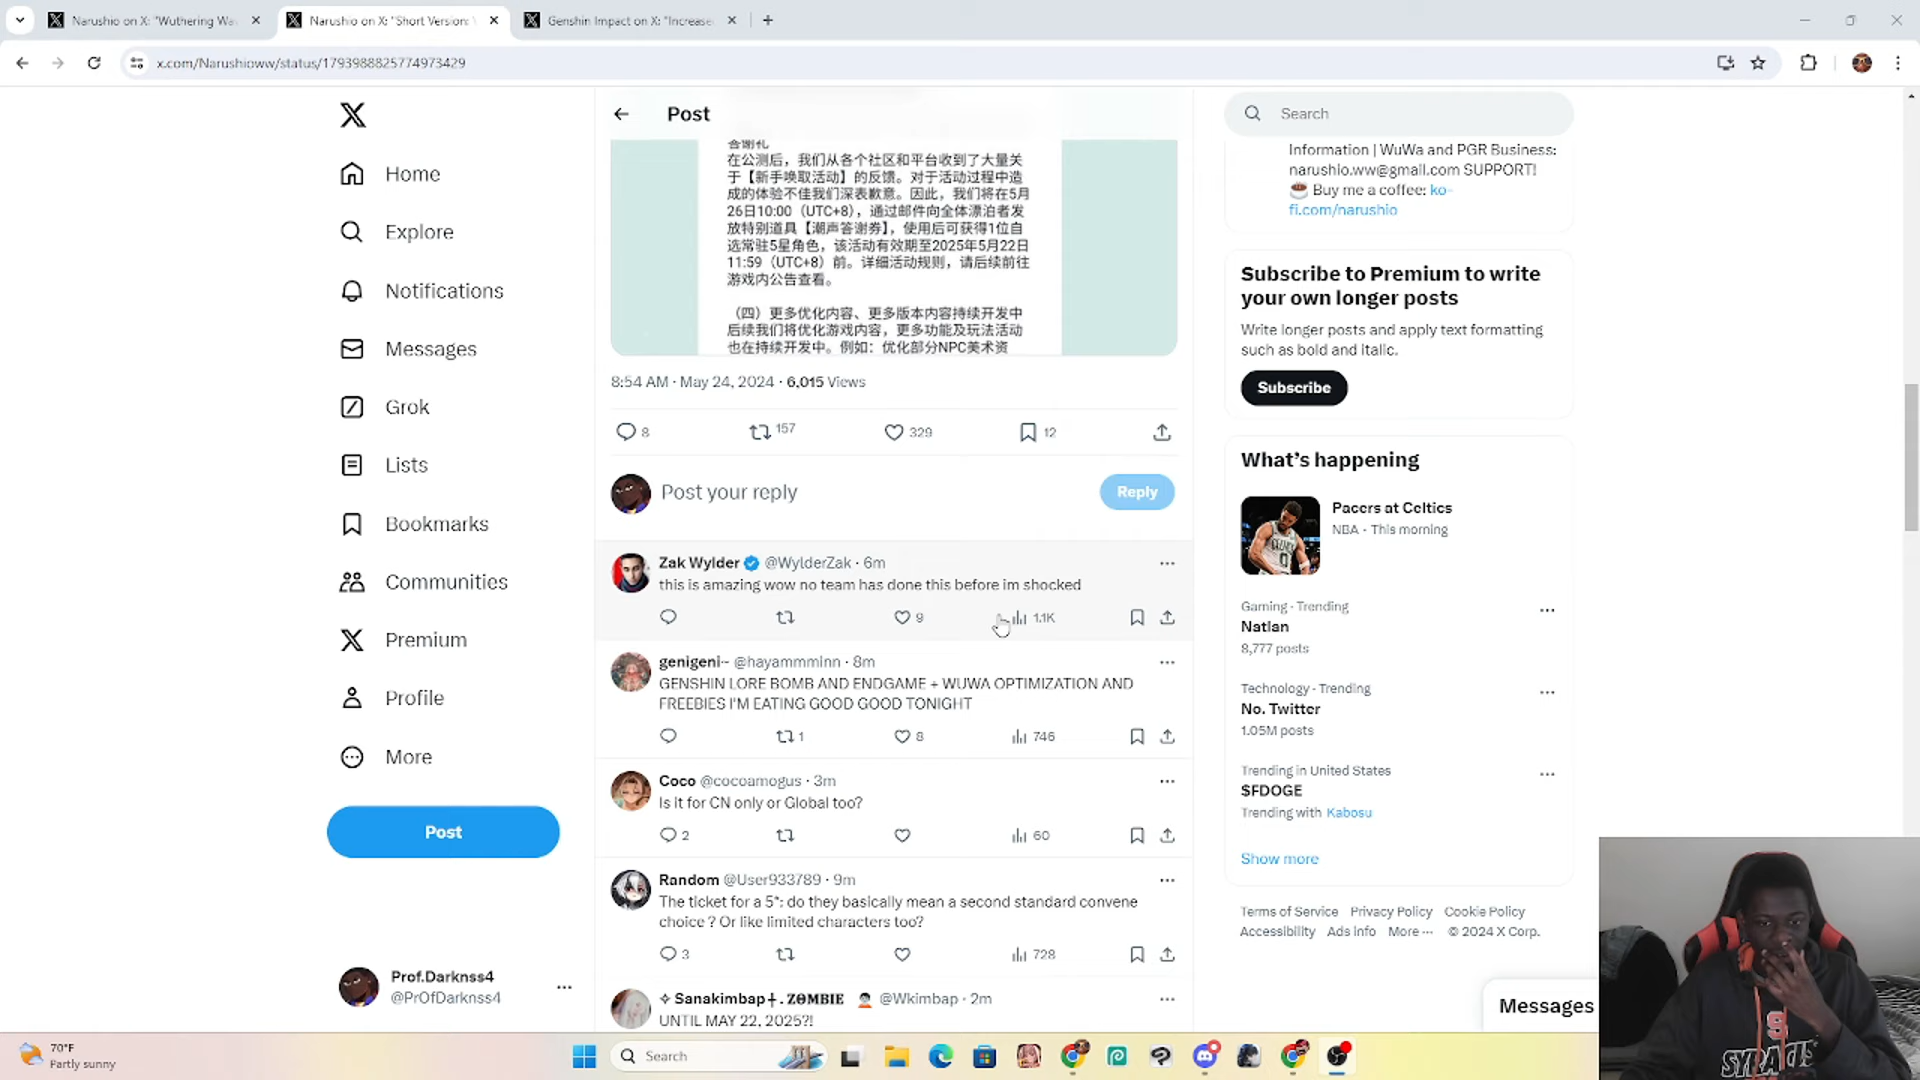 Narushio on X: "Wuthering Wa
Narushio on X: "Short Version:
Genshin Impact on X: "Increase
x.com/Narushioww/status/1793988825774973429
Home
Explore
Notifications
Messages
Grok
Lists
Bookmarks
Communities
Premium
Profile
More
Post
Prof.Darknss4
@PrOfDarknss4
Post
答谢礼
在公测后，我们从各个社区和平台收到了大量关
于【新手唤取活动】的反馈。对于活动过程中造
成的体验不佳我们深表歉意。因此，我们将在5月
26日10:00（UTC+8），通过邮件向全体漂泊者发
放特别道具【潮声答谢券】，使用后可获得1位自
选常驻5星角色，该活动有效期至2025年5月22日
11:59（UTC+8）前。详细活动规则，请后续前往
游戏内公告查看。
（四）更多优化内容、更多版本内容持续开发中
后续我们将优化游戏内容，更多功能及玩法活动
也在持续开发中。例如：优化部分NPC美术资
8:54 AM · May 24, 2024 · 6,015 Views
8 157 329 12
Post your reply
Reply
Zak Wylder @WylderZak · 6m
this is amazing wow no team has done this before im shocked
9 1.1K
genigeni~ @hayammminn · 8m
GENSHIN LORE BOMB AND ENDGAME + WUWA OPTIMIZATION AND
FREEBIES I'M EATING GOOD GOOD TONIGHT
1 8 746
Coco @cocoamogus · 3m
Is it for CN only or Global too?
2 60
Random @User933789 · 9m
The ticket for a 5*: do they basically mean a second standard convene
choice ? Or like limited characters too?
3 728
✧ Sanakimbap╪. ZΘMBIE @Wkimbap · 2m
UNTIL MAY 22, 2025?!
Search
Information | WuWa and PGR Business:
narushio.ww@gmail.com SUPPORT!
☕ Buy me a coffee: ko-
fi.com/narushio
Subscribe to Premium to write
your own longer posts
Write longer posts and apply text formatting
such as bold and italic.
Subscribe
What's happening
Pacers at Celtics
NBA · This morning
Gaming · Trending
Natlan
8,777 posts
Technology · Trending
No. Twitter
1.05M posts
Trending in United States
$FDOGE
Trending with Kabosu
Show more
Terms of Service Privacy Policy Cookie Policy
Accessibility Ads info More ··· © 2024 X Corp.
Messages
S
SYRACUS
70°F
Partly sunny
Search